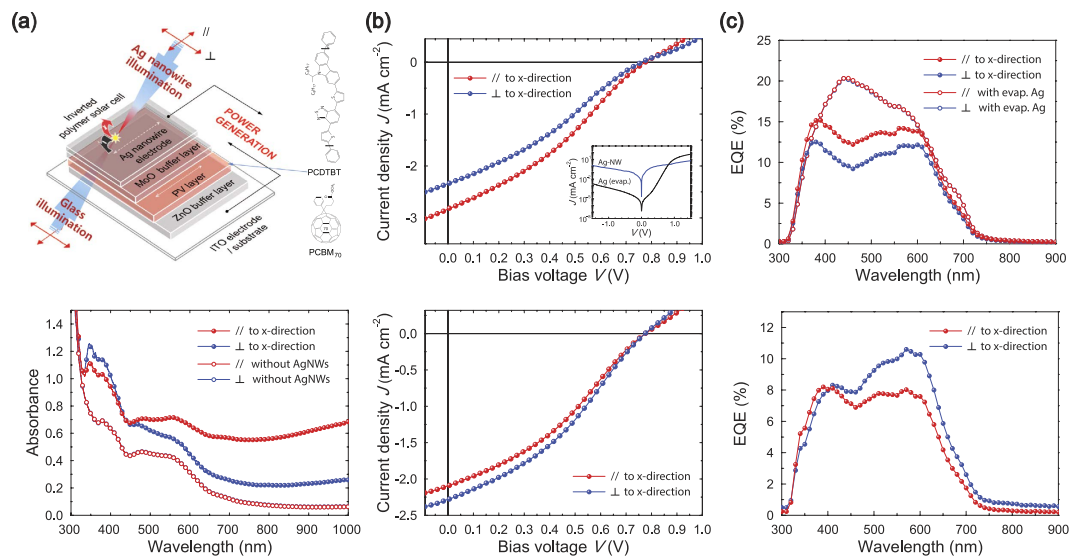 (a)
(b)
(c)
//
⊥
Ag nanowire
illumination
Inverted
polymer solar cell
POWER
GENERATION
Ag nanowire
electrode
MoO buffer layer
PV layer
ZnO buffer layer
Glass
illumination
ITO electrode
/ substrate
PCDTBT
PCBM70
Current density J (mA cm-2)
0
-1
-2
-3
// to x-direction
⊥ to x-direction
Ag-NW
Ag (evap.)
J (mA cm-2)
-1.0 0.0 1.0
V (V)
0.0 0.1 0.2 0.3 0.4 0.5 0.6 0.7 0.8 0.9 1.0
Bias voltage V (V)
EQE (%)
25
20
15
10
5
0
// to x-direction
⊥ to x-direction
// with evap. Ag
⊥ with evap. Ag
300 400 500 600 700 800 900
Wavelength (nm)
Absorbance
1.4
1.2
1.0
0.8
0.6
0.4
0.2
0.0
// to x-direction
⊥ to x-direction
// without AgNWs
⊥ without AgNWs
300 400 500 600 700 800 900 1000
Wavelength (nm)
Current density J (mA cm-2)
0.0
-0.5
-1.0
-1.5
-2.0
-2.5
// to x-direction
⊥ to x-direction
0.0 0.1 0.2 0.3 0.4 0.5 0.6 0.7 0.8 0.9 1.0
Bias voltage V (V)
EQE (%)
12
10
8
6
4
2
0
// to x-direction
⊥ to x-direction
300 400 500 600 700 800 900
Wavelength (nm)